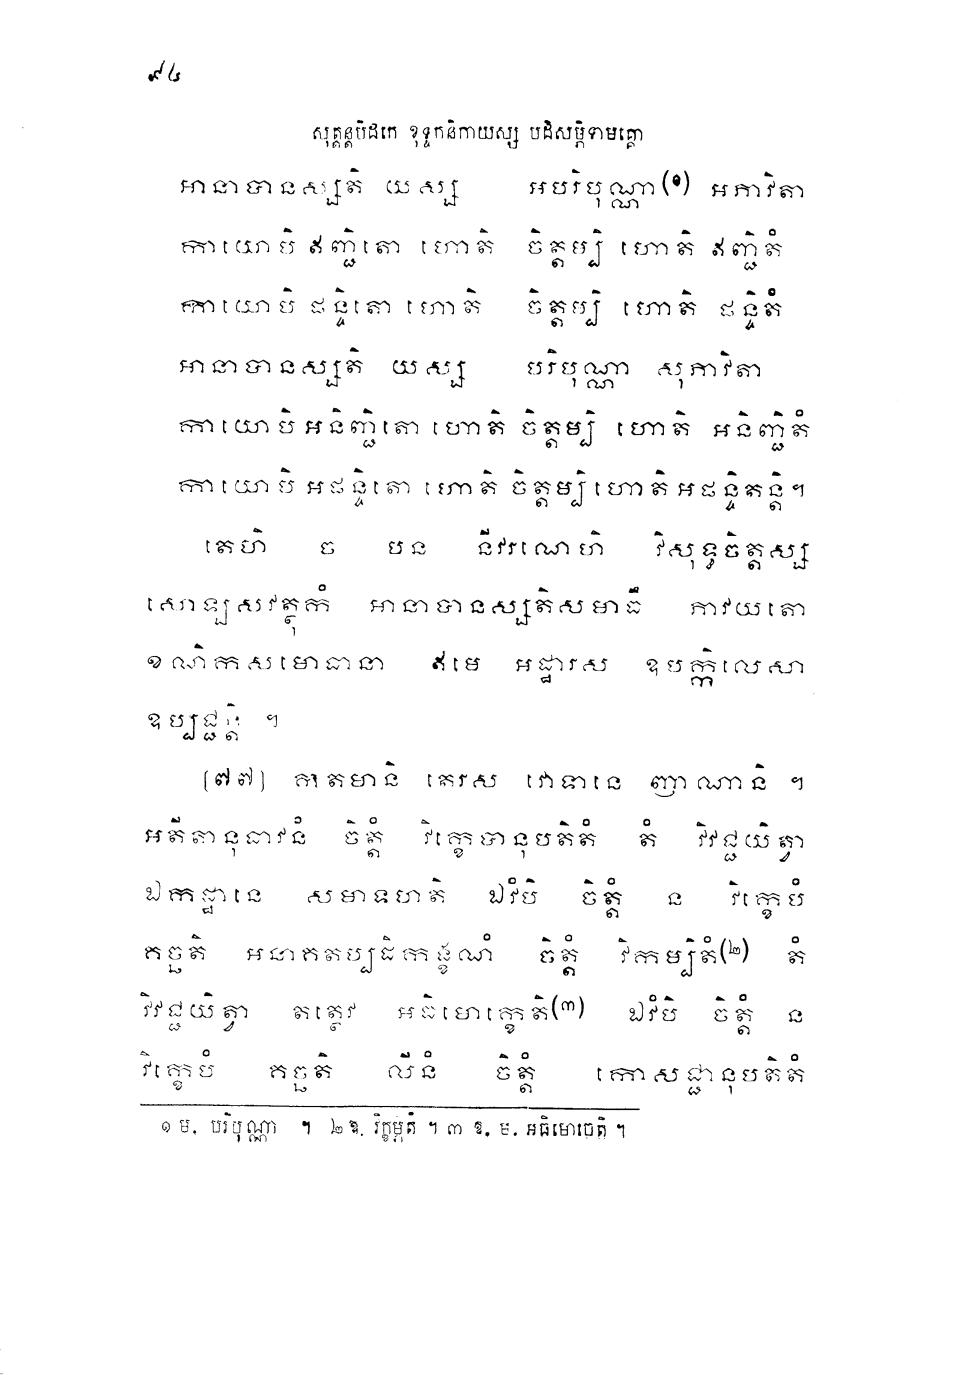 ៩៤
សុត្តន្តបិដកេ ខុទ្ទកនិកាយស្ស បដិសម្ភិទាមគ្គោ
អានាបានស្សតិ យស្ស អបរិបុណ្ណា(១) អភាវិតា
កាយោបិ ឥញ្ជិតោ ហោតិ ចិត្តម្បិ ហោតិ ឥញ្ជិតំ
កាយោបិ ផន្ទិតោ ហោតិ ចិត្តម្បិ ហោតិ ផន្ទិតំ
អានាបានស្សតិ យស្ស បរិបុណ្ណា សុភាវិតា
កាយោបិ អនិញ្ជិតោ ហោតិ ចិត្តម្បិ ហោតិ អនិញ្ជិតំ
កាយោបិ អផន្ទិតោ ហោតិ ចិត្តម្បិ ហោតិ អផន្ទិតន្តិ។
តេហិ ច បន នីវរណេហិ វិសុទ្ធចិត្តស្ស
សោឡសវត្ថុកំ អានាបានស្សតិសមាធឹ ភាវយតោ
ខណិកសមោធានា ឥមេ អដ្ឋារស ឧបក្កិលេសា
ឧប្បជ្ជន្តិ ។
[៧៧] កតមានិ តេរស វោទានេ ញាណានិ ។
អតីតានុធាវនំ ចិត្តំ វិក្ខេបានុបតិតំ តំ វិវជ្ជយិត្វា
ឯកដ្ឋានេ សមាទហតិ ឯវំបិ ចិត្តំ ន វិក្ខេបំ
គច្ឆតិ អនាគតប្បដិកង្ខណំ ចិត្តំ វិកម្បិតំ(២) តំ
វិវជ្ជយិត្វា តត្ថេវ អធិមោក្ខេតិ(៣) ឯវំបិ ចិត្តំ ន
វិក្ខេបំ គច្ឆតិ លីនំ ចិត្តំ កោសជ្ជានុបតិតំ
១ ម. បរិបុណ្ណា ។ ២ ឱ. វិក្ខម្ភតិ ។ ៣ ឱ. ម. អធិមោចេតិ ។